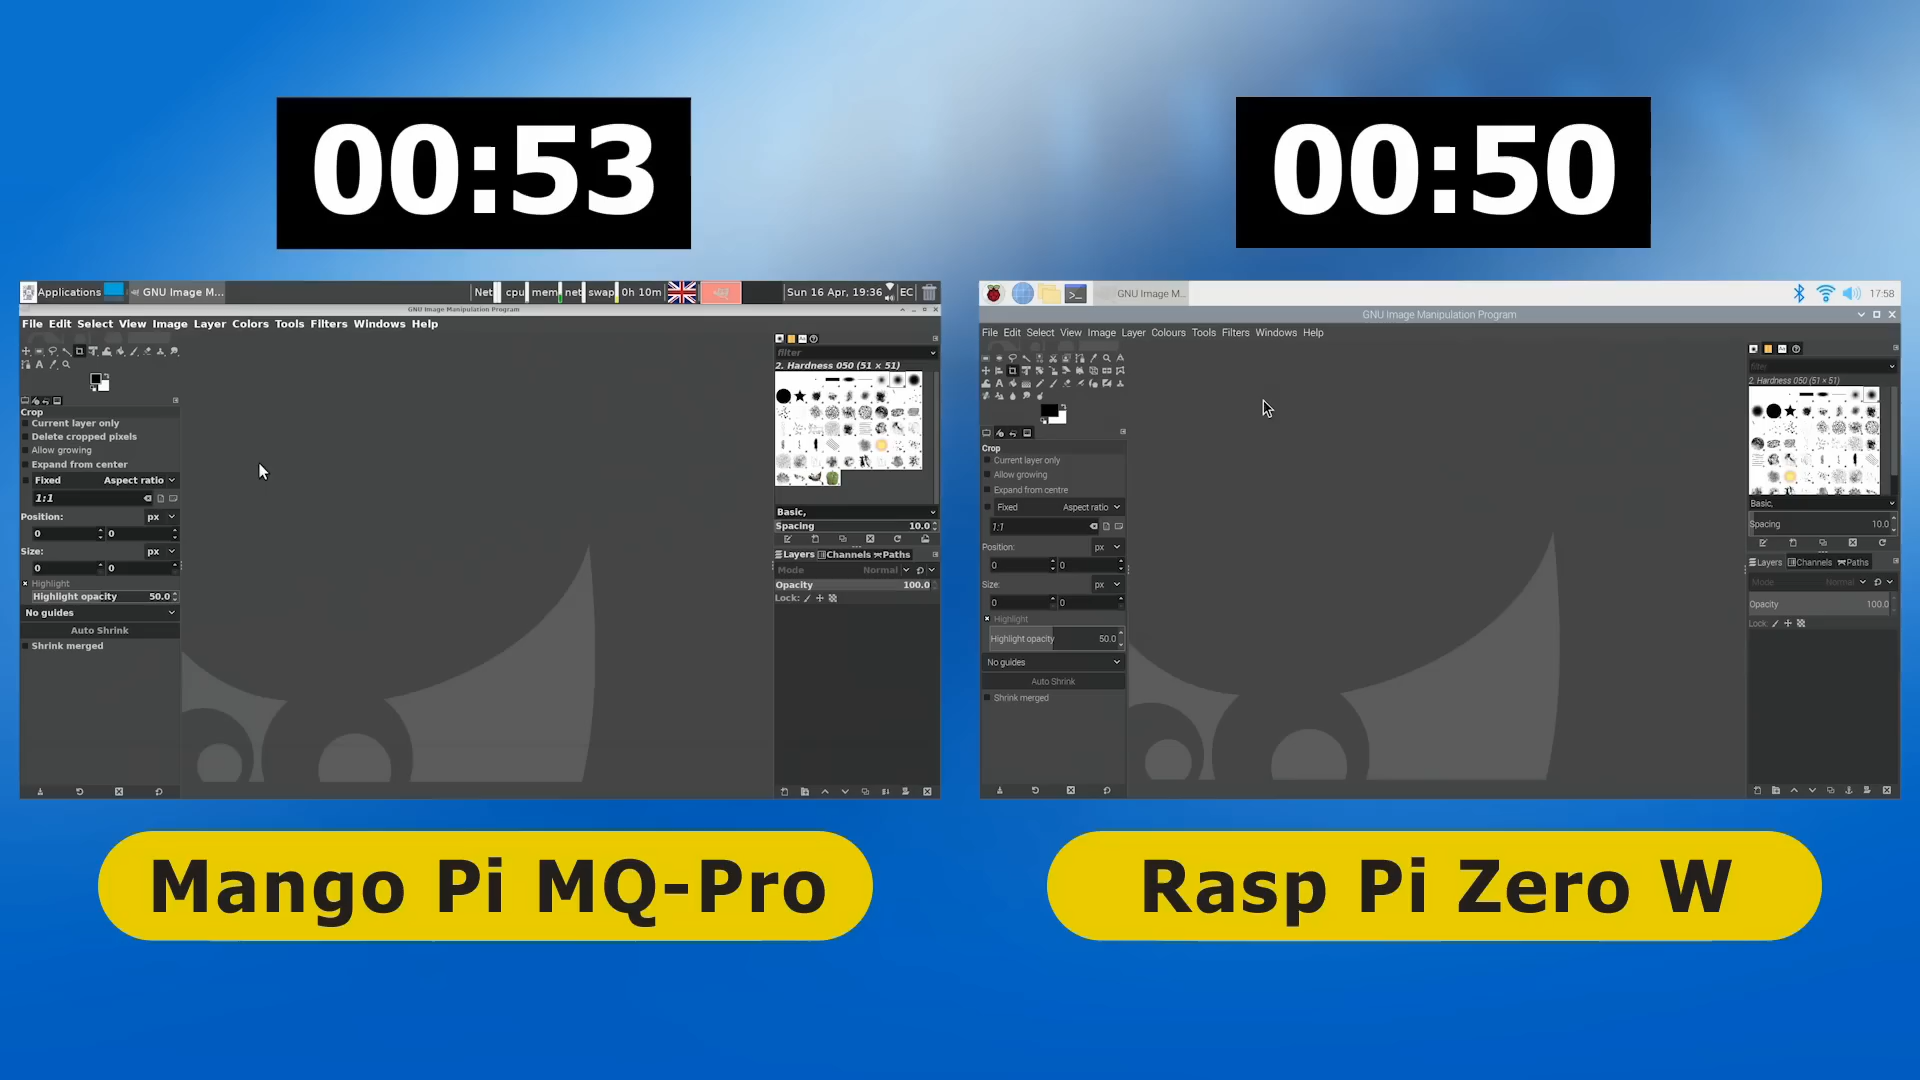 00:53
00:50
Applications
GNU Image M...
Net
cpu
mem
net
swap
0h 10m
Sun 16 Apr, 19:36
EC
GNU Image Manipulation Program
File Edit Select View Image Layer Colors Tools Filters Windows Help
filter
2. Hardness 050 (51 × 51)
Crop
Current layer only
Delete cropped pixels
Allow growing
Expand from center
Fixed Aspect ratio
1:1
Position: px
0 0
Size: px
0 0
Highlight
Highlight opacity 50.0
No guides
Auto Shrink
Shrink merged
Basic,
Spacing 10.0
Layers Channels Paths
Mode Normal
Opacity 100.0
Lock:
GNU Image M...
17:58
GNU Image Manipulation Program
File Edit Select View Image Layer Colours Tools Filters Windows Help
filter
2. Hardness 050 (51 × 51)
Crop
Current layer only
Allow growing
Expand from centre
Fixed Aspect ratio
1:1
Position: px
0 0
Size: px
0 0
Highlight
Highlight opacity 50.0
No guides
Auto Shrink
Shrink merged
Basic,
Spacing 10.0
Layers Channels Paths
Mode Normal
Opacity 100.0
Lock:
Mango Pi MQ-Pro
Rasp Pi Zero W